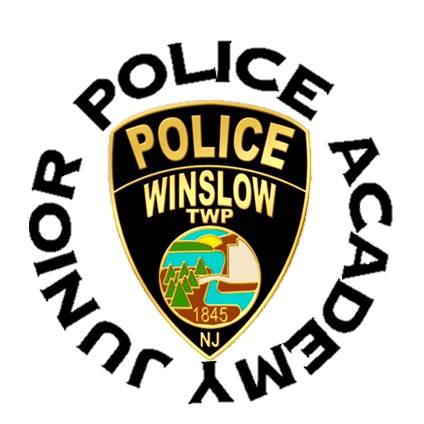 JUNIOR POLICE ACADEMY
POLICE
WINSLOW
TWP
1845
NJ